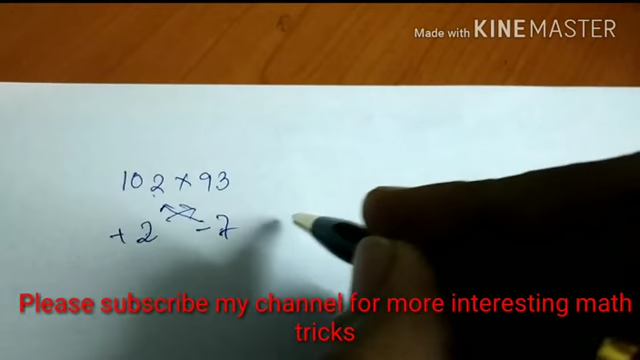 Made with KINEMASTER
102 × 93
+2 -7
Please subscribe my channel for more interesting math
tricks